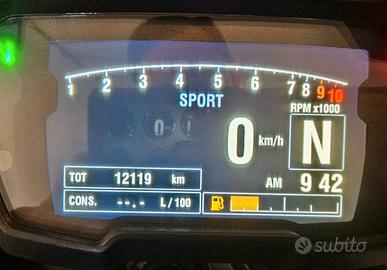 1 2 3 4 5 6 7 8 9 10
SPORT
RPM x1000
0 km/h N
TOT 12119 km
AM 9 42
CONS. --.- L/100
subito